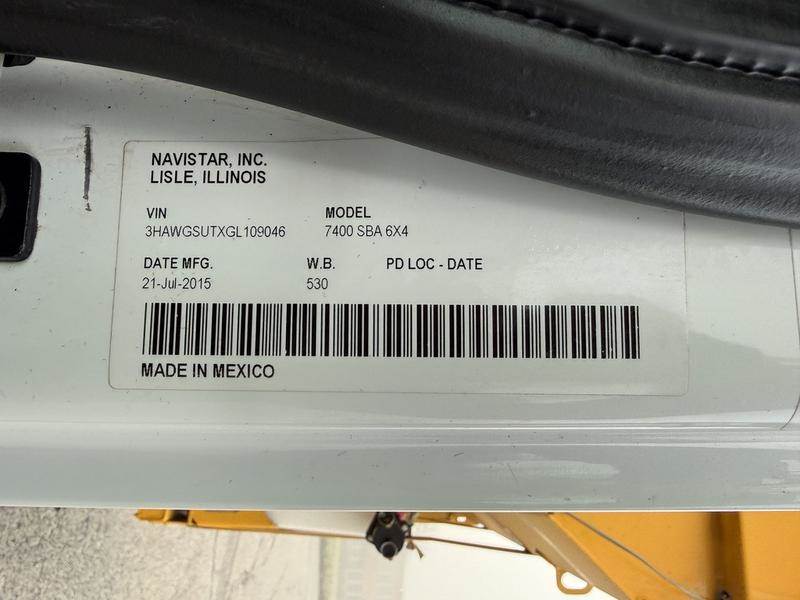 NAVISTAR, INC.
LISLE, ILLINOIS
VIN MODEL
3HAWGSUTXGL109046 7400 SBA 6X4
DATE MFG. W.B. PD LOC - DATE
21-Jul-2015 530
MADE IN MEXICO